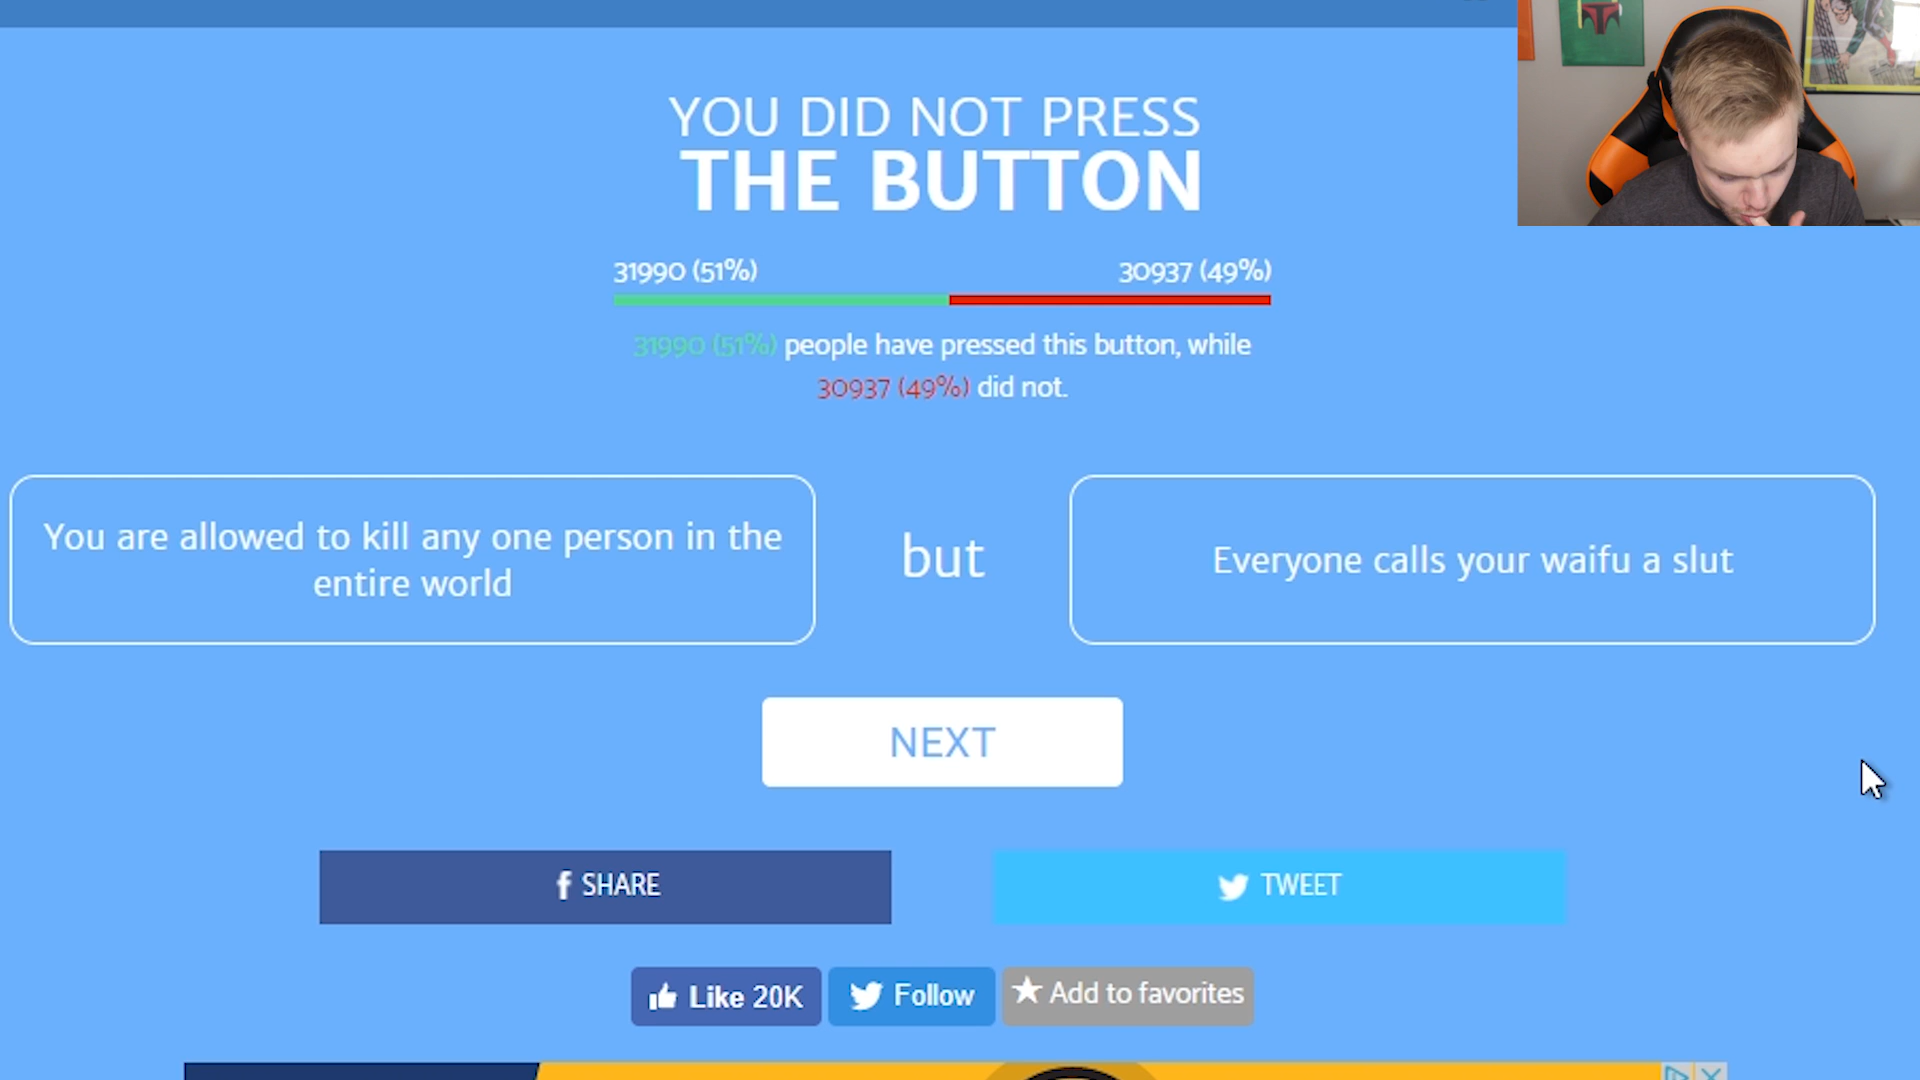 YOU DID NOT PRESS
THE BUTTON
31990 (51%)
30937 (49%)
31990 (51%) people have pressed this button, while
30937 (49%) did not.
You are allowed to kill any one person in the
entire world
but
Everyone calls your waifu a slut
NEXT
SHARE
TWEET
Like 20K
Follow
Add to favorites